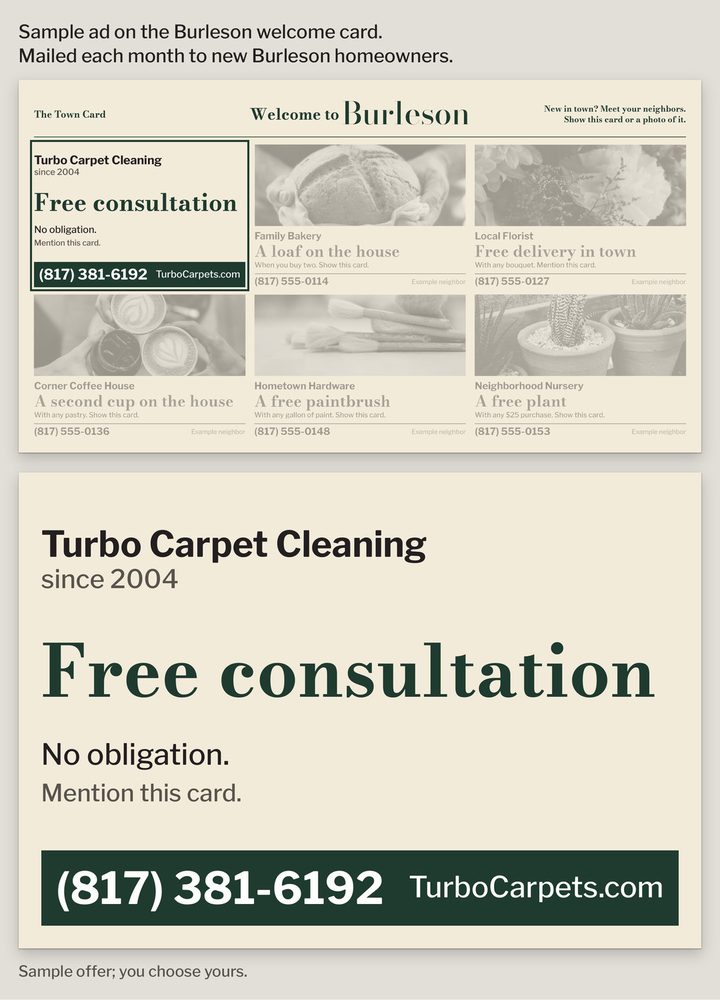 Sample ad on the Burleson welcome card.
Mailed each month to new Burleson homeowners.
The Town Card
Welcome to Burleson
New in town? Meet your neighbors.
Show this card or a photo of it.
Turbo Carpet Cleaning
since 2004
Free consultation
No obligation.
Mention this card.
(817) 381-6192 TurboCarpets.com
Family Bakery
A loaf on the house
When you buy two. Show this card.
(817) 555-0114 Example neighbor
Local Florist
Free delivery in town
With any bouquet. Mention this card.
(817) 555-0127 Example neighbor
Corner Coffee House
A second cup on the house
With any pastry. Show this card.
(817) 555-0136 Example neighbor
Hometown Hardware
A free paintbrush
With any gallon of paint. Show this card.
(817) 555-0148 Example neighbor
Neighborhood Nursery
A free plant
With any $25 purchase. Show this card.
(817) 555-0153 Example neighbor
Turbo Carpet Cleaning
since 2004
Free consultation
No obligation.
Mention this card.
(817) 381-6192 TurboCarpets.com
Sample offer; you choose yours.